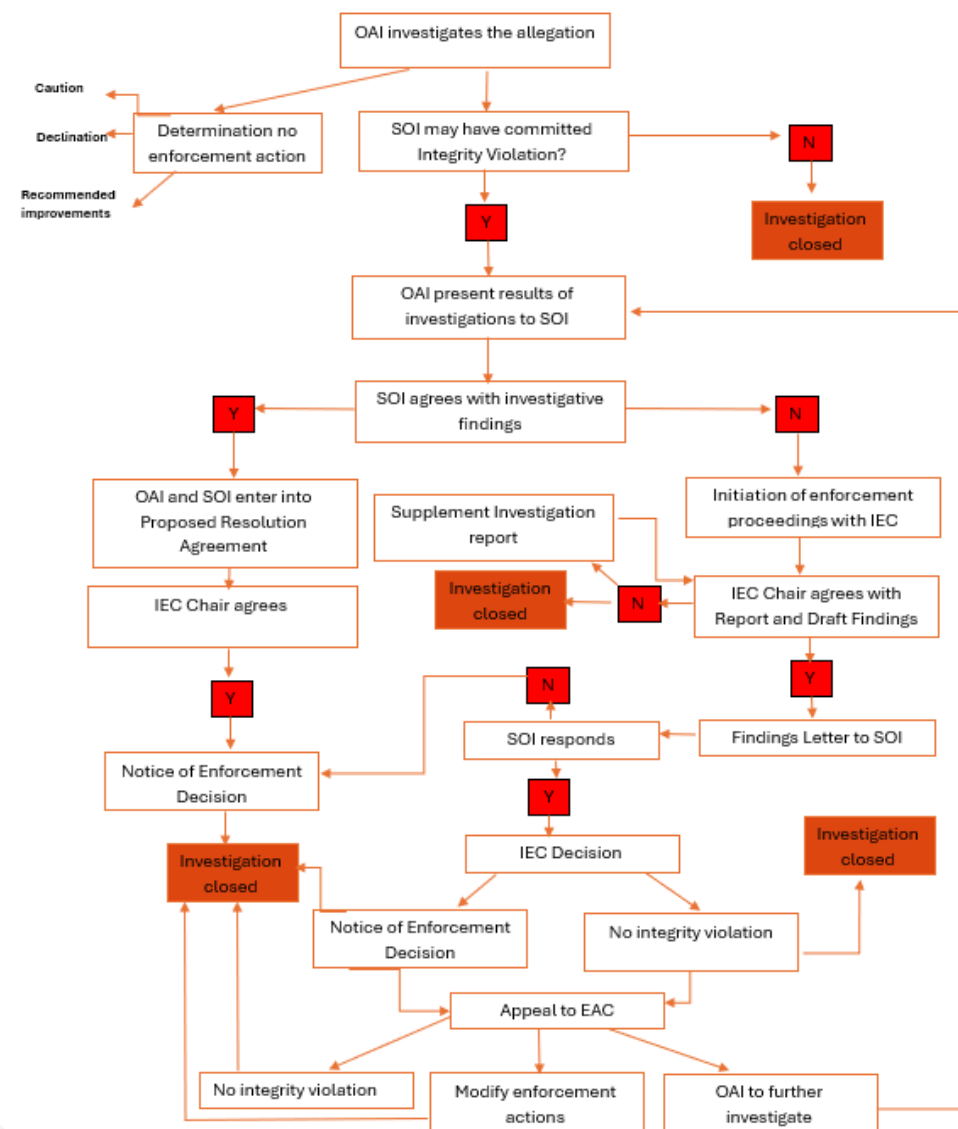 OAI investigates the allegation
Caution
Declination
Recommended
improvements
Determination no
enforcement action
SOI may have committed
Integrity Violation?
N
Investigation
closed
Y
OAI present results of
investigations to SOI
SOI agrees with investigative
findings
Y
N
OAI and SOI enter into
Proposed Resolution
Agreement
Supplement Investigation
report
Initiation of enforcement
proceedings with IEC
Investigation
closed
N
IEC Chair agrees with
Report and Draft Findings
IEC Chair agrees
Y
N
Y
SOI responds
Findings Letter to SOI
Notice of Enforcement
Decision
Y
Investigation
closed
IEC Decision
Investigation
closed
Notice of Enforcement
Decision
No integrity violation
Appeal to EAC
No integrity violation
Modify enforcement
actions
OAI to further
investigate